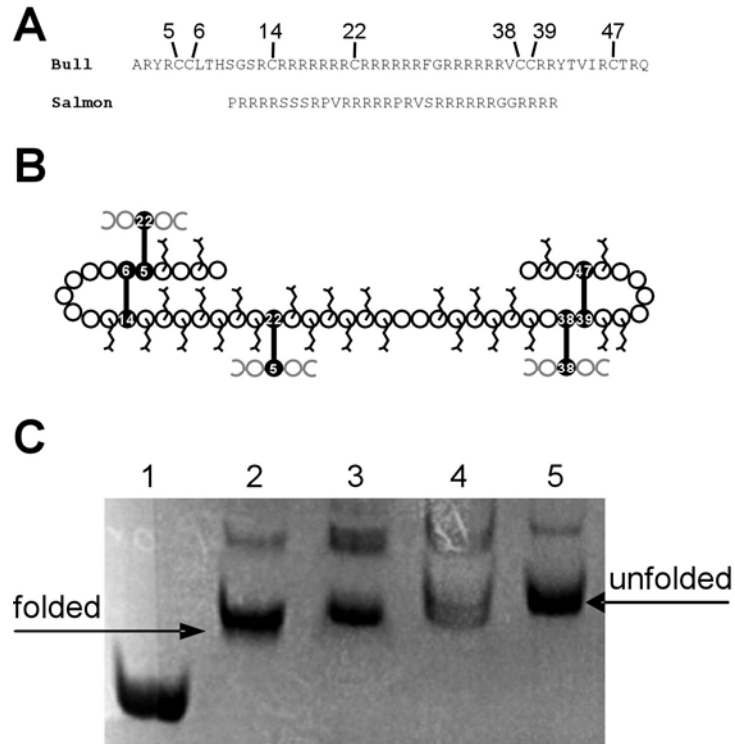 A
5 6 14 22 38 39 47
Bull ARYRCCLTHSGSRCRRRRRRRCRRRRRRFGRRRRRRVCCRRYTVIRCTRQ
Salmon PRRRRSSSRPVRRRRRPRVSRRRRRRGGRRRR
B
22
6 5 47
14 22 38 39
5 38
C
1 2 3 4 5
unfolded
folded